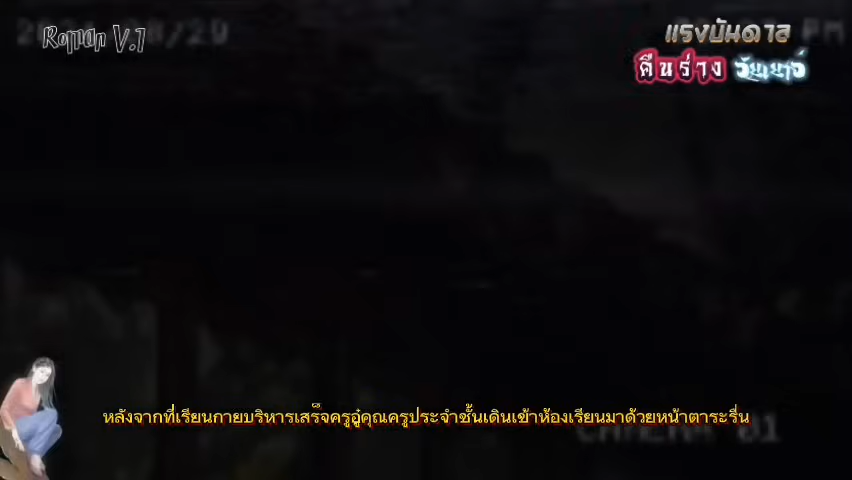 Roman V.1
แรงบันดาล
คืนร่าง
PM
หลังจากที่เรียนกายบริหารเสร็จครูอู๋คุณครูประจำชั้นเดินเข้าห้องเรียนมาด้วยหน้าตาระรื่น
CAMERA 01